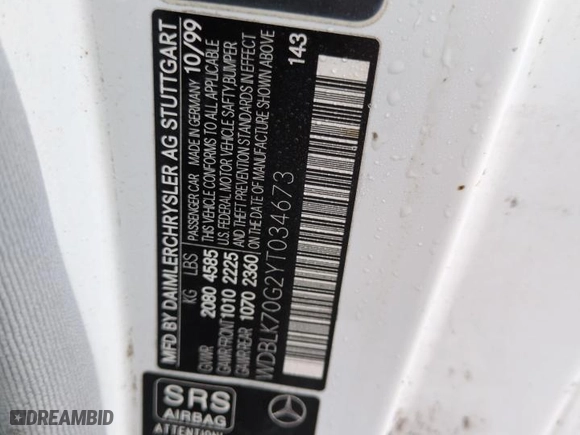 MFD BY DAIMLERCHRYSLER AG STUTTGART
PASSENGER CAR MADE IN GERMANY 10/99
KG LBS THIS VEHICLE CONFORMS TO ALL APPLICABLE
GVWR 2080 4585 U.S. FEDERAL MOTOR VEHICLE SAFTY BUMPER
GAWR FRONT 1010 2225 AND THEFT PREVENTION STANDARDS IN EFFECT
GAWR REAR 1070 2360 ON THE DATE OF MANUFACTURE SHOWN ABOVE
WDBLK70G2YT034673 143
SRS
AIRBAG
ATTENTION
DREAMBID